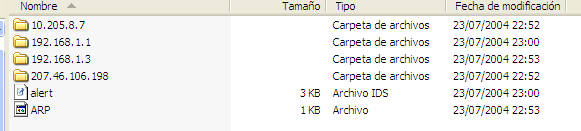 Nombre Tamaño Tipo Fecha de modificación
10.205.8.7 Carpeta de archivos 23/07/2004 22:52
192.168.1.1 Carpeta de archivos 23/07/2004 23:00
192.168.1.3 Carpeta de archivos 23/07/2004 22:53
207.46.106.198 Carpeta de archivos 23/07/2004 22:52
alert 3 KB Archivo IDS 23/07/2004 23:00
ARP 1 KB Archivo 23/07/2004 22:53